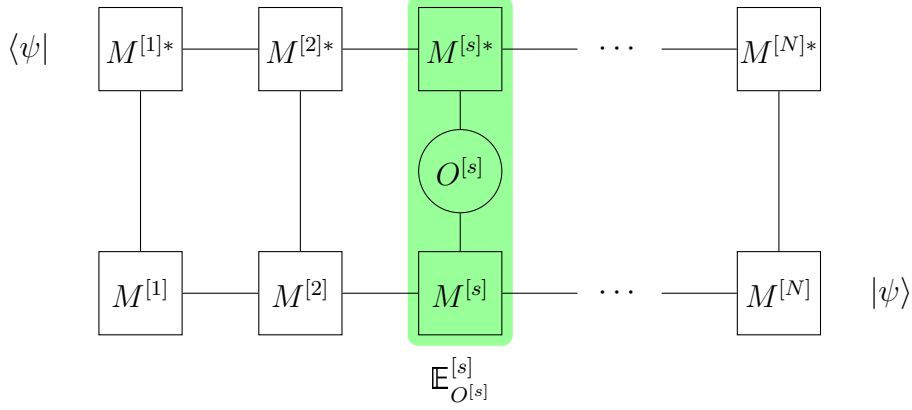 ⟨ψ| M^{[1]*} M^{[2]*} M^{[s]*} ··· M^{[N]*}
O^{[s]}
M^{[1]} M^{[2]} M^{[s]} ··· M^{[N]} |ψ⟩
𝔼^{[s]}_{O^{[s]}}